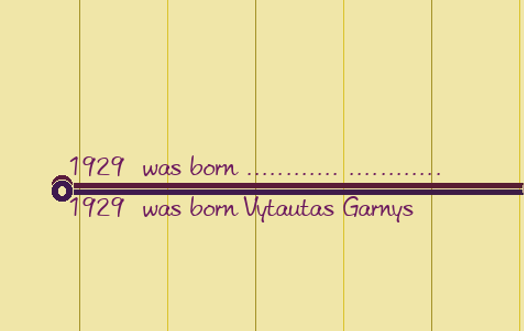 1929 was born ............ ............
1929 was born Vytautas Garnys